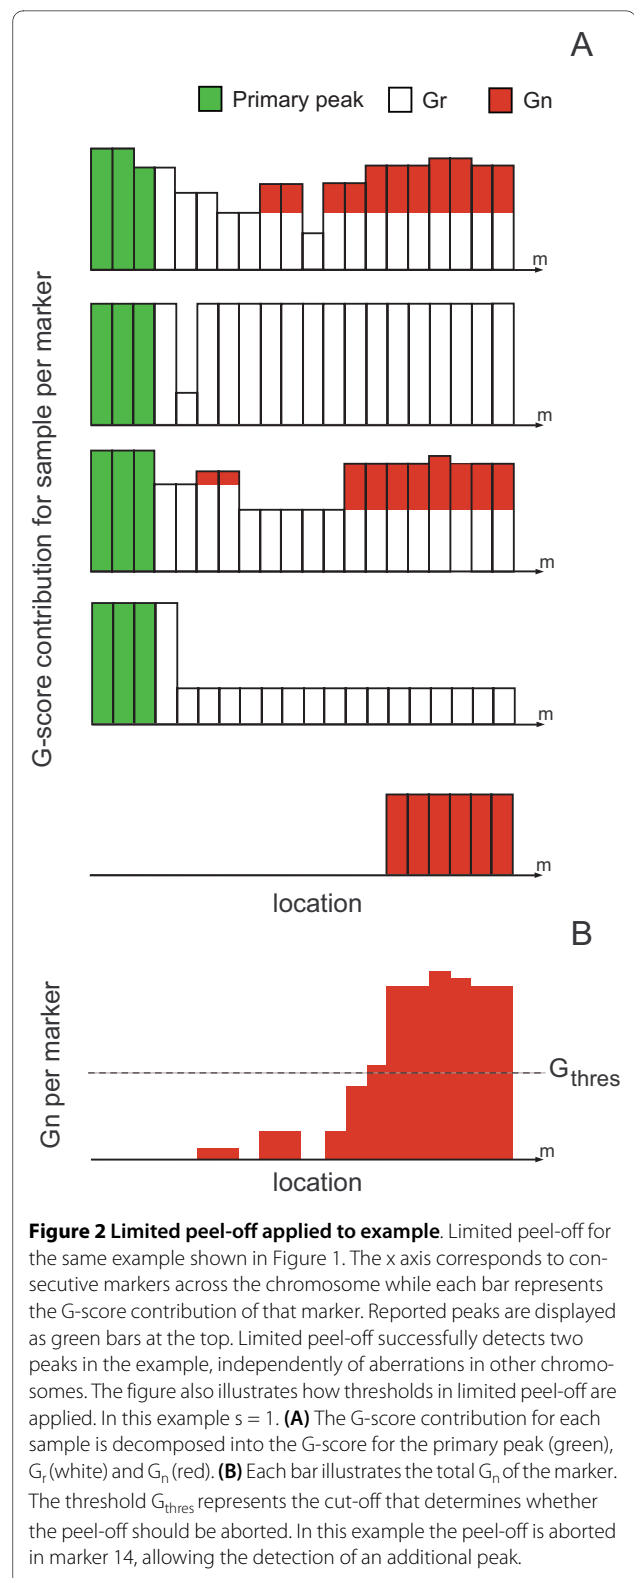 A
Primary peak
Gr
Gn
G-score contribution for sample per marker
m
m
m
m
m
location
B
Gn per marker
Gthres
m
location
Figure 2 Limited peel-off applied to example. Limited peel-off for
the same example shown in Figure 1. The x axis corresponds to con-
secutive markers across the chromosome while each bar represents
the G-score contribution of that marker. Reported peaks are displayed
as green bars at the top. Limited peel-off successfully detects two
peaks in the example, independently of aberrations in other chromo-
somes. The figure also illustrates how thresholds in limited peel-off are
applied. In this example s = 1. (A) The G-score contribution for each
sample is decomposed into the G-score for the primary peak (green),
Gr (white) and Gn (red). (B) Each bar illustrates the total Gn of the marker.
The threshold Gthres represents the cut-off that determines whether
the peel-off should be aborted. In this example the peel-off is aborted
in marker 14, allowing the detection of an additional peak.